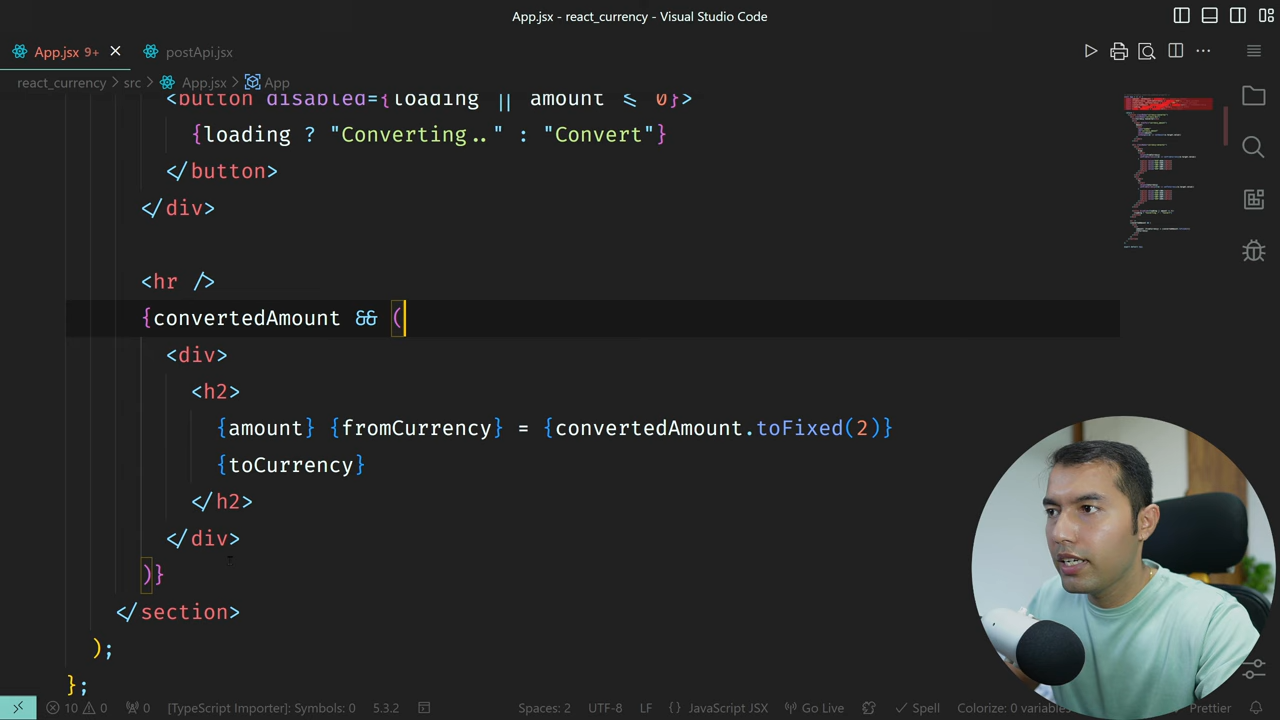 App.jsx - react_currency - Visual Studio Code
App.jsx 9+
postApi.jsx
react_currency > src > App.jsx > App
<button disabled={loading || amount <= 0}>
{loading ? "Converting.." : "Convert"}
</button>
</div>
<hr />
{convertedAmount && (
<div>
<h2>
{amount} {fromCurrency} = {convertedAmount.toFixed(2)}
{toCurrency}
</h2>
</div>
)}
</section>
);
};
10 0 0 [TypeScript Importer]: Symbols: 0 5.3.2 Spaces: 2 UTF-8 LF {} JavaScript JSX Go Live Spell Colorize: 0 variables Prettier